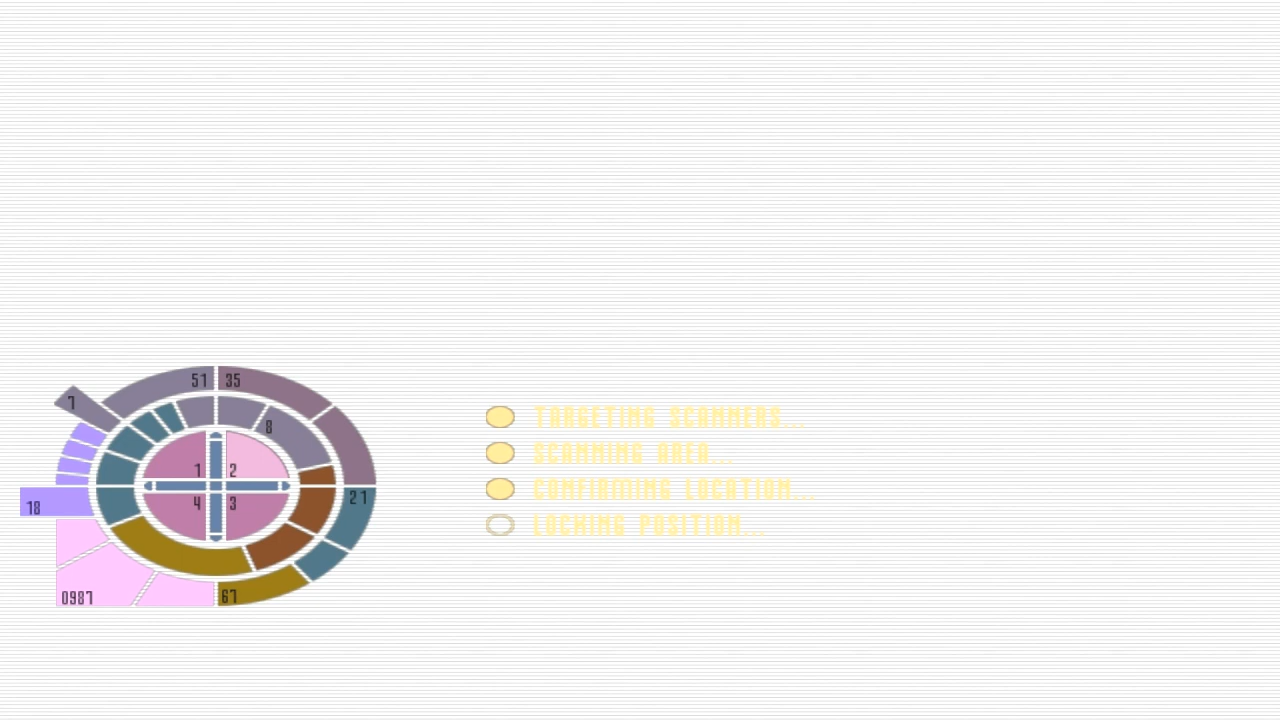 51 35
7
8
1 2
4 3
21
18
0987
67
TARGETING SCANNERS...
SCANNING AREA...
CONFIRMING LOCATION...
LOCKING POSITION...